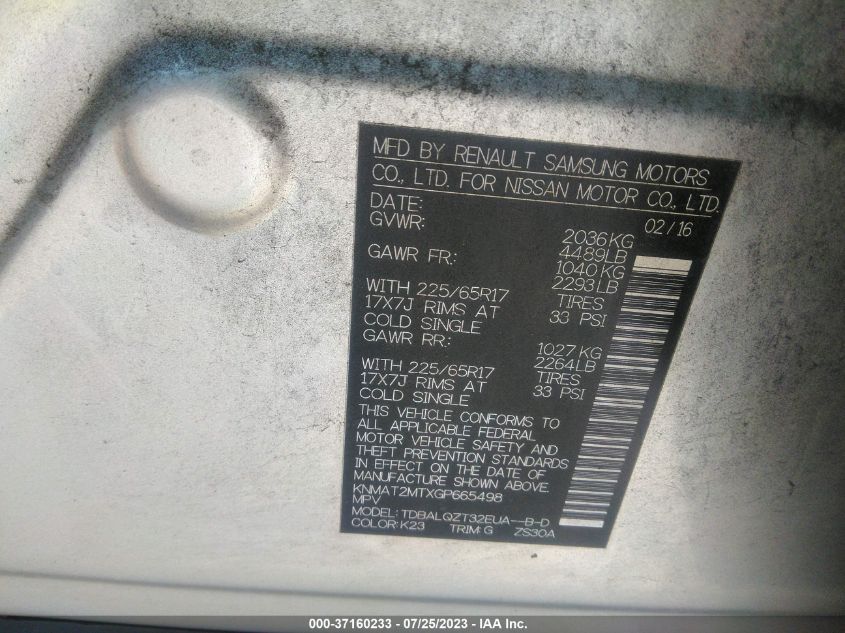 MFD BY RENAULT SAMSUNG MOTORS
CO., LTD. FOR NISSAN MOTOR CO., LTD.
DATE: 02/16
GVWR: 2036KG
4489LB
GAWR FR: 1040KG
2293LB
WITH 225/65R17 TIRES
17X7J RIMS AT 33 PSI
COLD SINGLE
GAWR RR: 1027KG
2264LB
WITH 225/65R17 TIRES
17X7J RIMS AT 33 PSI
COLD SINGLE
THIS VEHICLE CONFORMS TO
ALL APPLICABLE FEDERAL
MOTOR VEHICLE SAFETY AND
THEFT PREVENTION STANDARDS
IN EFFECT ON THE DATE OF
MANUFACTURE SHOWN ABOVE.
KNMAT2MTXGP665498
MPV
MODEL: TDBALQZT32EUA--B-D
COLOR: K23 TRIM: G ZS30A
000-37160233 - 07/25/2023 - IAA Inc.